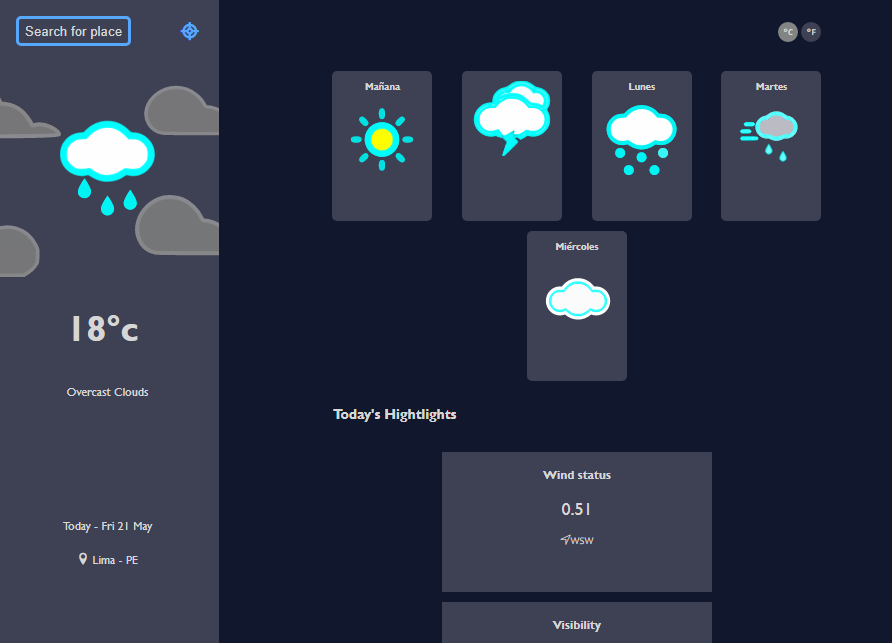 Search for place
°C °F
Mañana
Lunes
Martes
Miércoles
18°c
Overcast Clouds
Today - Fri 21 May
Lima - PE
Today's Hightlights
Wind status
0.51
wsw
Visibility